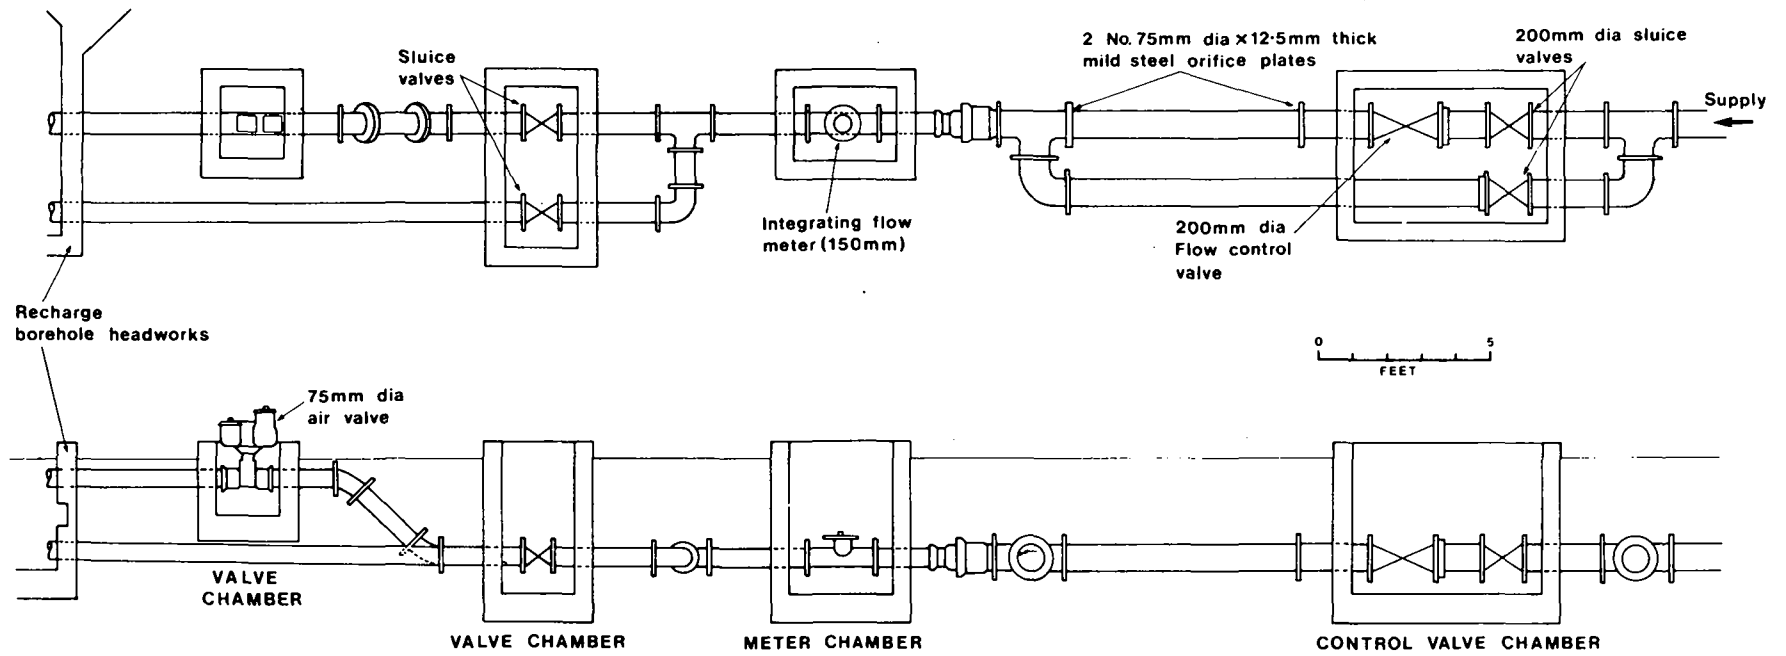 Sluice
valves
2 No. 75mm dia × 12·5mm thick
mild steel orifice plates
200mm dia sluice
valves
Supply
Integrating flow
meter (150mm)
200mm dia
Flow control
valve
Recharge
borehole headworks
0 5
FEET
75mm dia
air valve
VALVE
CHAMBER
VALVE CHAMBER
METER CHAMBER
CONTROL VALVE CHAMBER